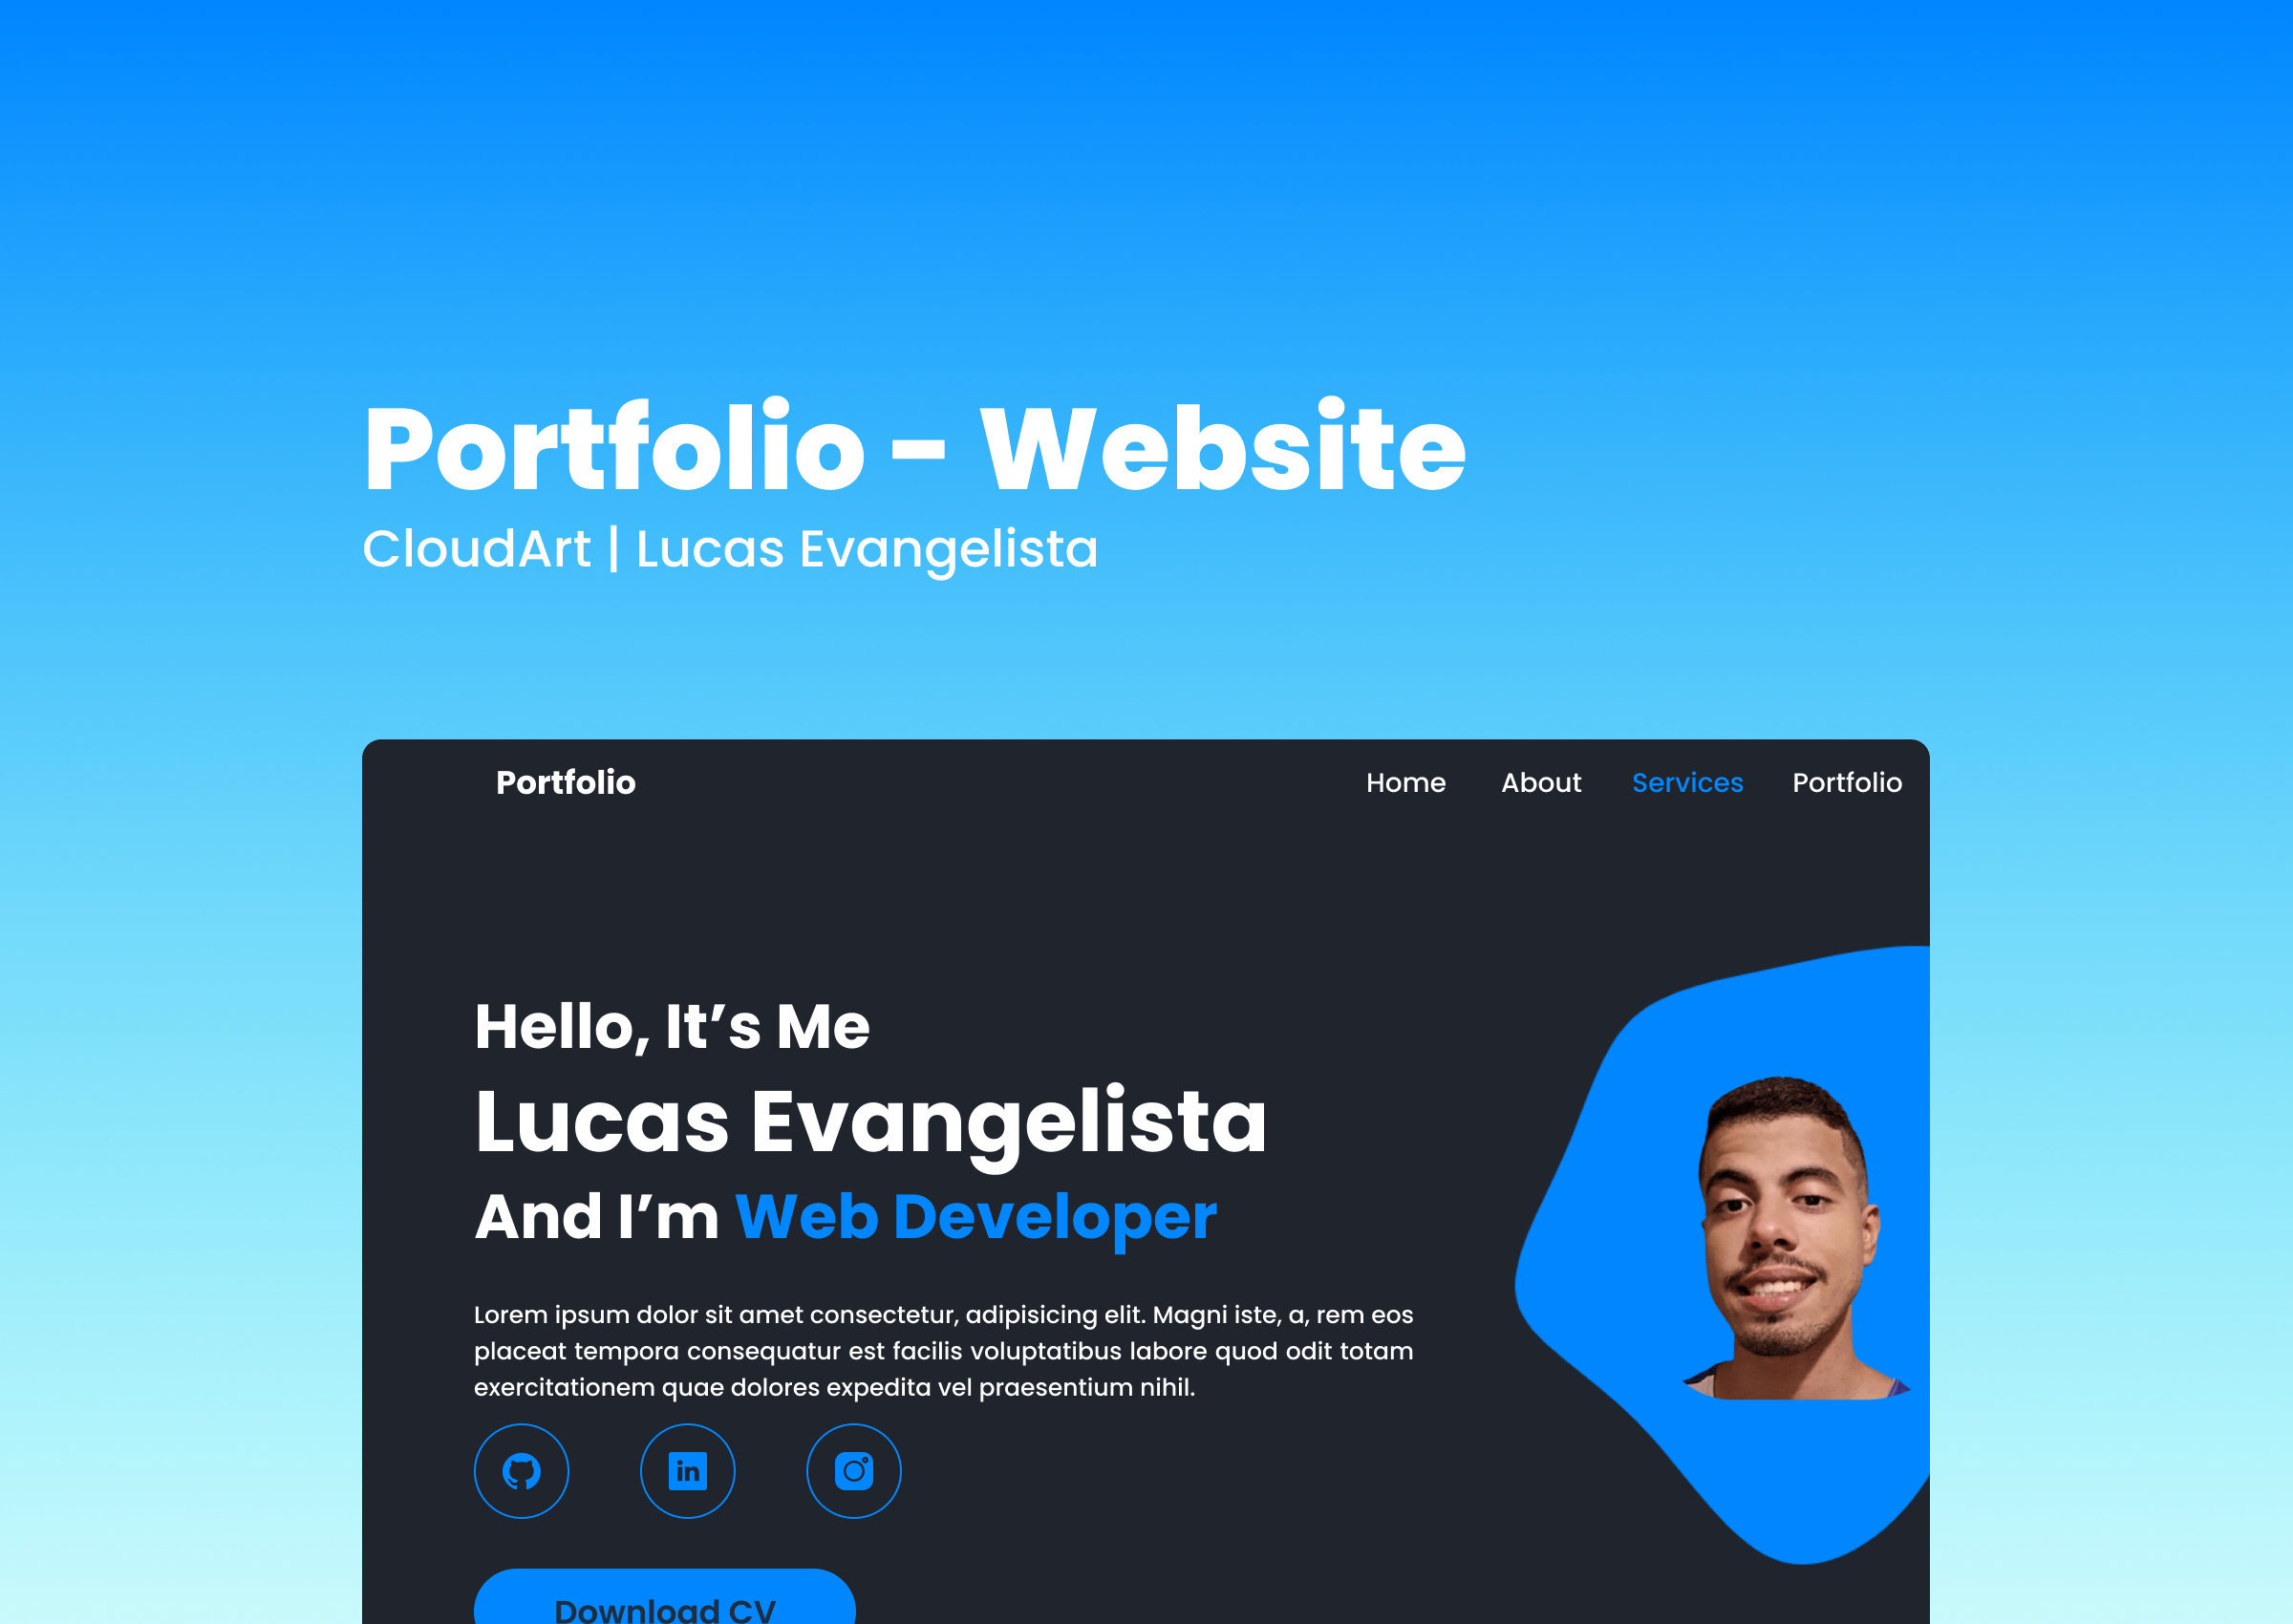 Portfolio - Website
CloudArt | Lucas Evangelista
Portfolio
Home About Services Portfolio
Hello, It’s Me
Lucas Evangelista
And I’m Web Developer
Lorem ipsum dolor sit amet consectetur, adipisicing elit. Magni iste, a, rem eos
placeat tempora consequatur est facilis voluptatibus labore quod odit totam
exercitationem quae dolores expedita vel praesentium nihil.
in
Download CV